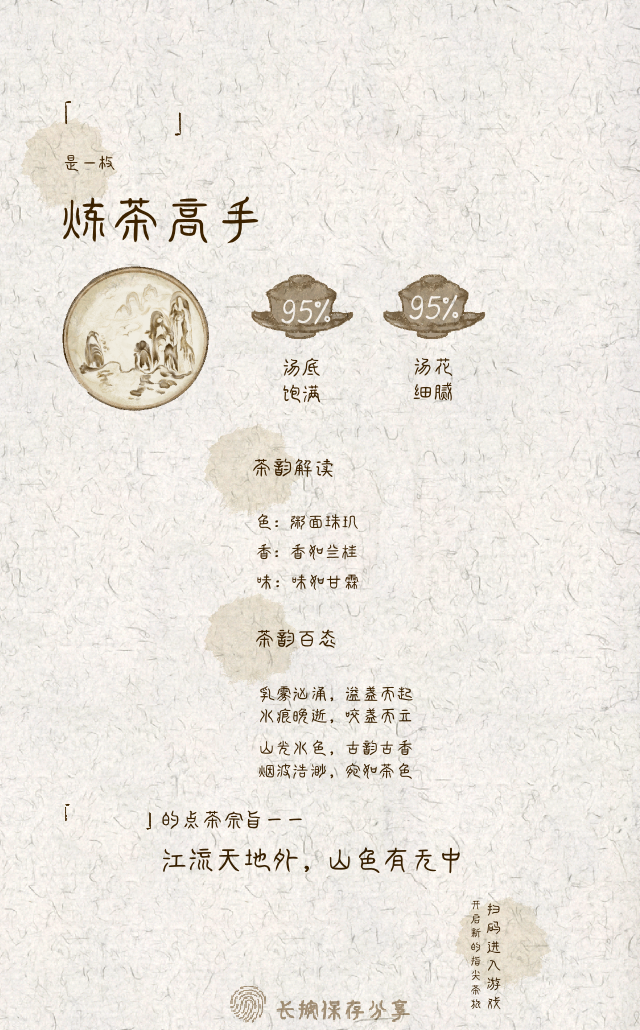 「 」
是一枚
炼茶高手
95% 95%
汤底 汤花
饱满 细腻
茶韵解读
色：粥面珠玑
香：香如兰桂
味：味如甘霖
茶韵百态
乳雾汹涌，溢盏而起
水痕晚逝，咬盏而立
山光水色，古韵古香
烟波浩渺，宛如茶色
「 」的点茶宗旨——
江流天地外，山色有无中
扫码进入游戏
开启新的指尖茶旅
长摁保存分享